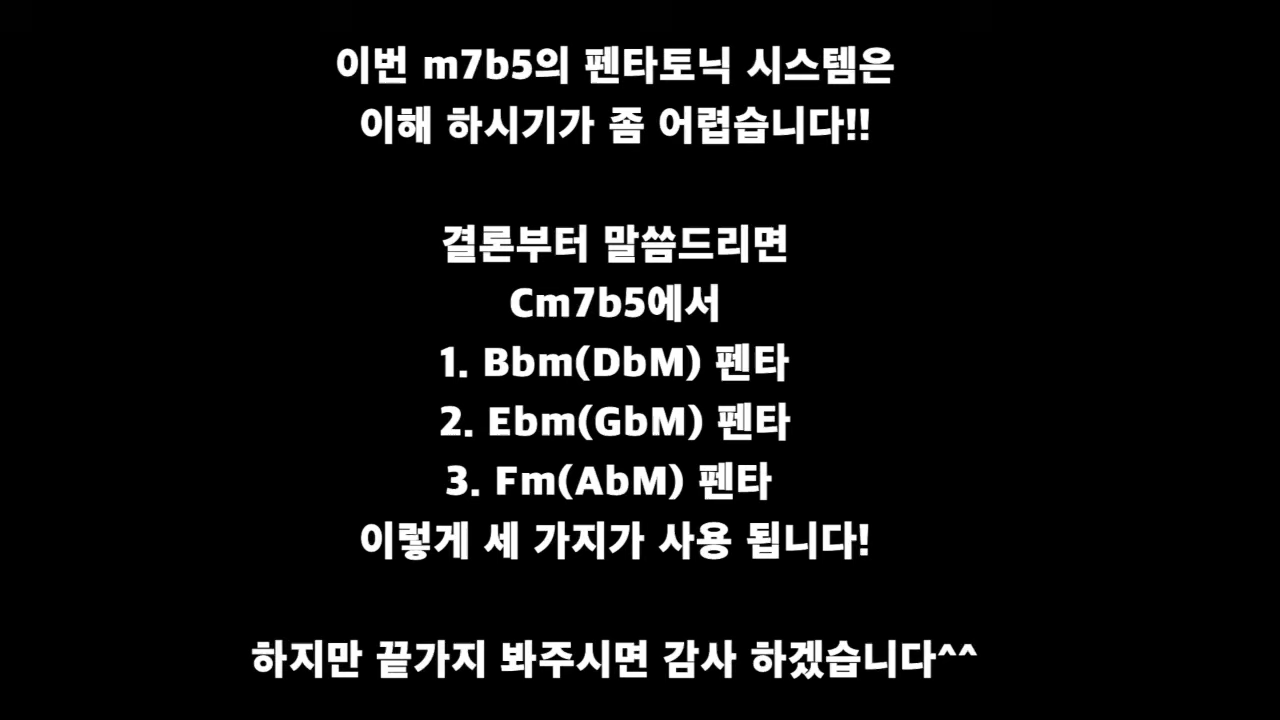 이번 m7b5의 펜타토닉 시스템은
이해 하시기가 좀 어렵습니다!!
결론부터 말씀드리면
Cm7b5에서
1. Bbm(DbM) 펜타
2. Ebm(GbM) 펜타
3. Fm(AbM) 펜타
이렇게 세 가지가 사용 됩니다!
하지만 끝가지 봐주시면 감사 하겠습니다^^